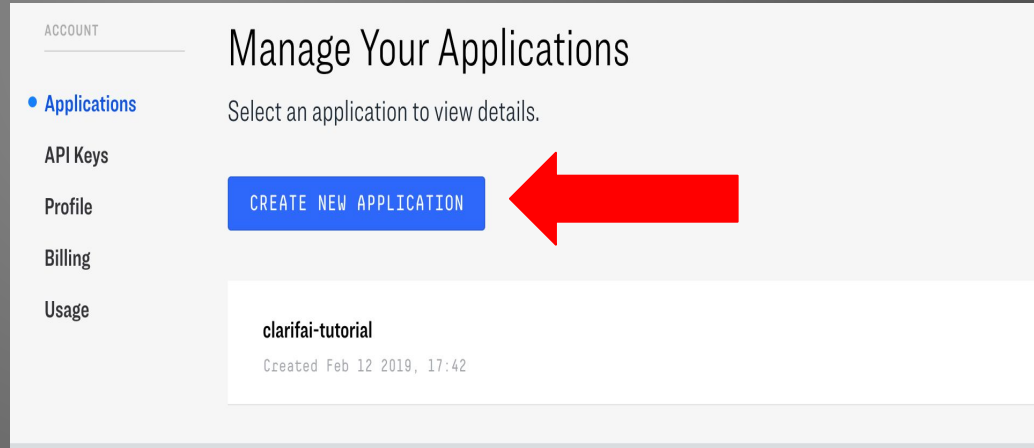 ACCOUNT
Applications
API Keys
Profile
Billing
Usage
Manage Your Applications
Select an application to view details.
CREATE NEW APPLICATION
clarifai-tutorial
Created Feb 12 2019, 17:42